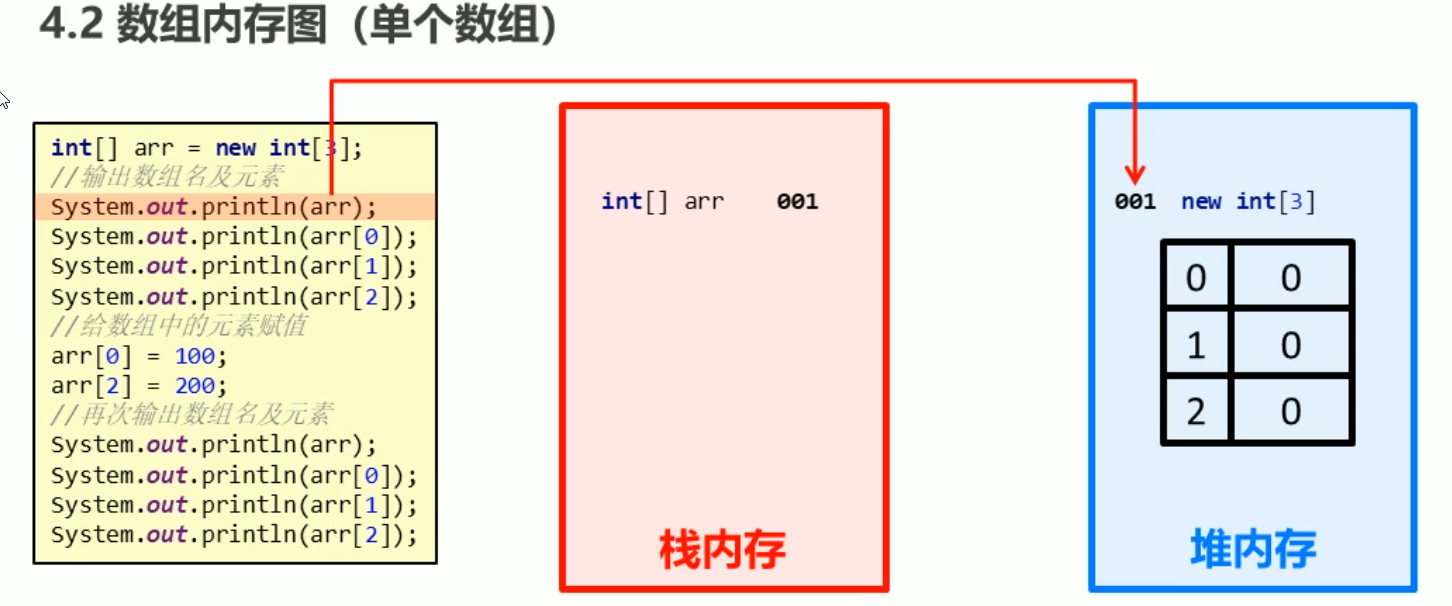 4.2 数组内存图（单个数组）
int[] arr = new int[3];
//输出数组名及元素
System.out.println(arr);
System.out.println(arr[0]);
System.out.println(arr[1]);
System.out.println(arr[2]);
//给数组中的元素赋值
arr[0] = 100;
arr[2] = 200;
//再次输出数组名及元素
System.out.println(arr);
System.out.println(arr[0]);
System.out.println(arr[1]);
System.out.println(arr[2]);
int[] arr 001
栈内存
001 new int[3]
0 0
1 0
2 0
堆内存